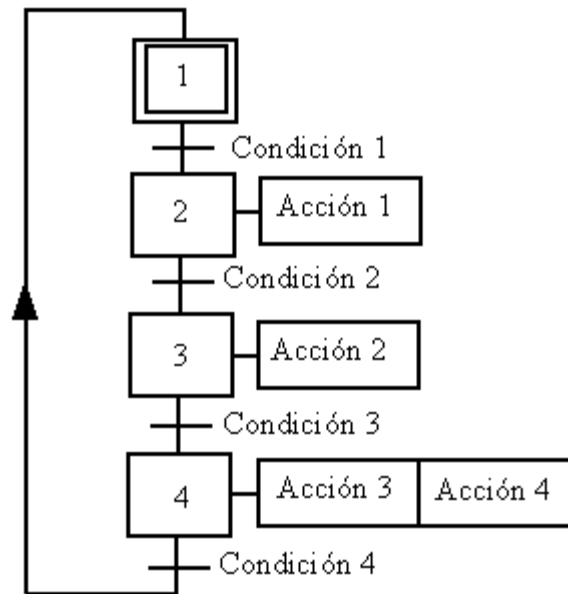 1
Condición 1
2
Acción 1
Condición 2
3
Acción 2
Condición 3
4
Acción 3
Acción 4
Condición 4